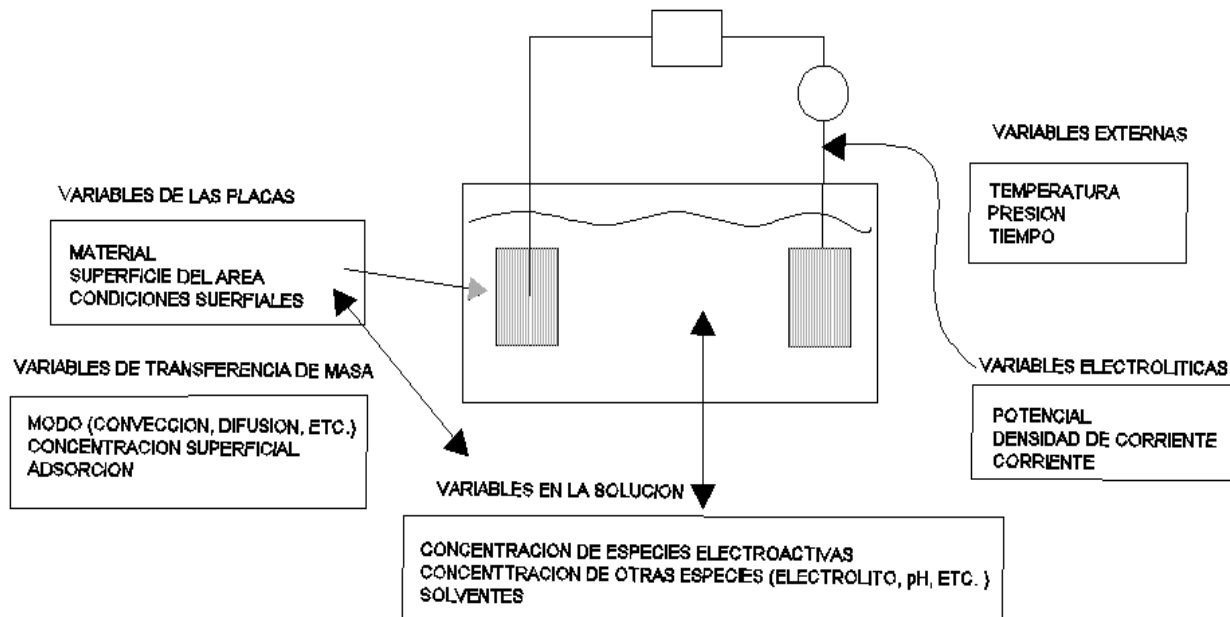 VARIABLES EXTERNAS
TEMPERATURA
PRESION
TIEMPO
VARIABLES DE LAS PLACAS
MATERIAL
SUPERFICIE DEL AREA
CONDICIONES SUERFIALES
VARIABLES DE TRANSFERENCIA DE MASA
MODO (CONVECCION, DIFUSION, ETC.)
CONCENTRACION SUPERFICIAL
ADSORCION
VARIABLES ELECTROLITICAS
POTENCIAL
DENSIDAD DE CORRIENTE
CORRIENTE
VARIABLES EN LA SOLUCION
CONCENTRACION DE ESPECIES ELECTROACTIVAS
CONCENTTRACION DE OTRAS ESPECIES (ELECTROLITO, pH, ETC. )
SOLVENTES